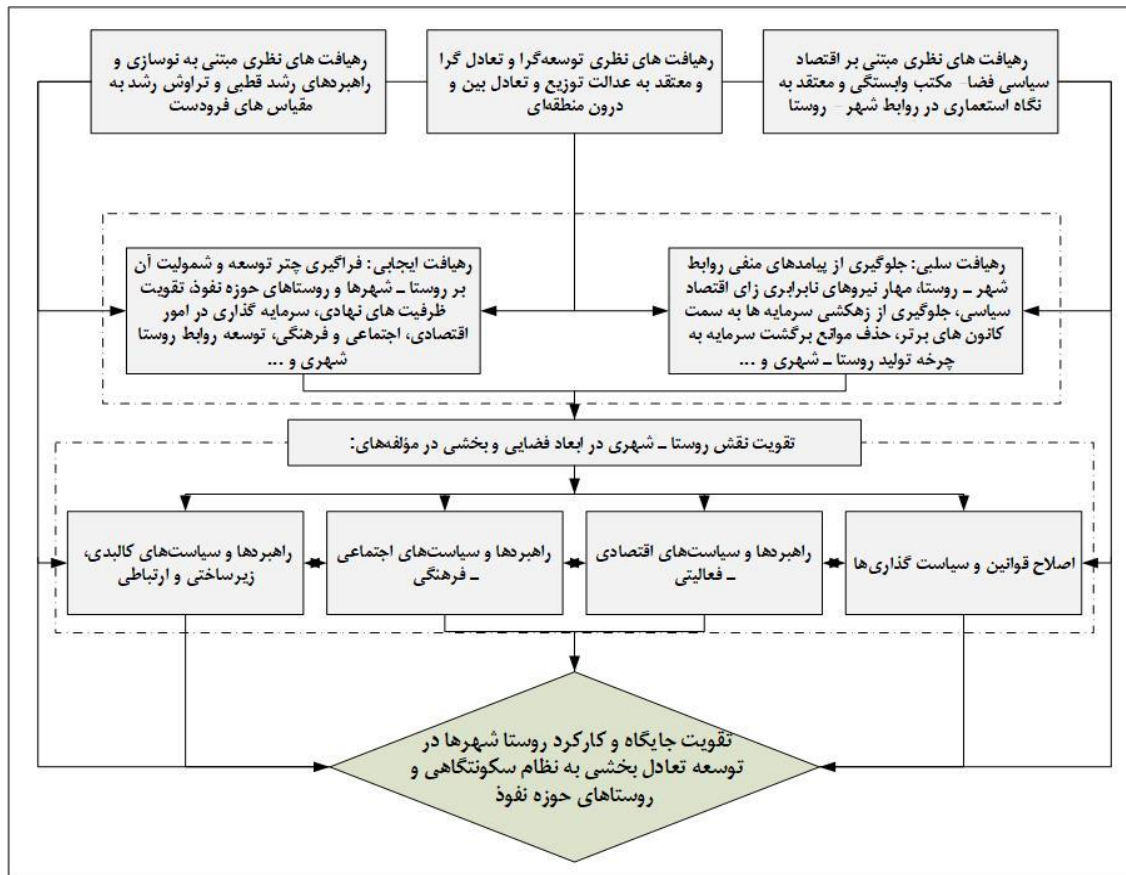 رهیافت های نظری مبتنی بر اقتصاد
سیاسی فضا- مکتب وابستگی و معتقد به
نگاه استعماری در روابط شهر – روستا
رهیافت های نظری توسعه‌گرا و تعادل گرا
و معتقد به عدالت توزیع و تعادل بین و
درون منطقه‌ای
رهیافت های نظری مبتنی به نوسازی و
راهبردهای رشد قطبی و تراوش رشد به
مقیاس های فرودست
رهیافت سلبی: جلوگیری از پیامدهای منفی روابط
شهر ـ روستا، مهار نیروهای نابرابری زای اقتصاد
سیاسی، جلوگیری از زهکشی سرمایه ها به سمت
کانون های برتر، حذف موانع برگشت سرمایه به
چرخه تولید روستا ـ شهری و ...
رهیافت ایجابی: فراگیری چتر توسعه و شمولیت آن
بر روستا ـ شهرها و روستاهای حوزه نفوذ، تقویت
ظرفیت های نهادی، سرمایه گذاری در امور
اقتصادی، اجتماعی و فرهنگی، توسعه روابط روستا
شهری و ...
تقویت نقش روستا ـ شهری در ابعاد فضایی و بخشی در مؤلفه‌های:
اصلاح قوانین و سیاست گذاری‌ها
راهبردها و سیاست‌های اقتصادی
ـ فعالیتی
راهبردها و سیاست‌های اجتماعی
ـ فرهنگی
راهبردها و سیاست‌های کالبدی،
زیرساختی و ارتباطی
تقویت جایگاه و کارکرد روستا شهرها در
توسعه تعادل بخشی به نظام سکونتگاهی و
روستاهای حوزه نفوذ